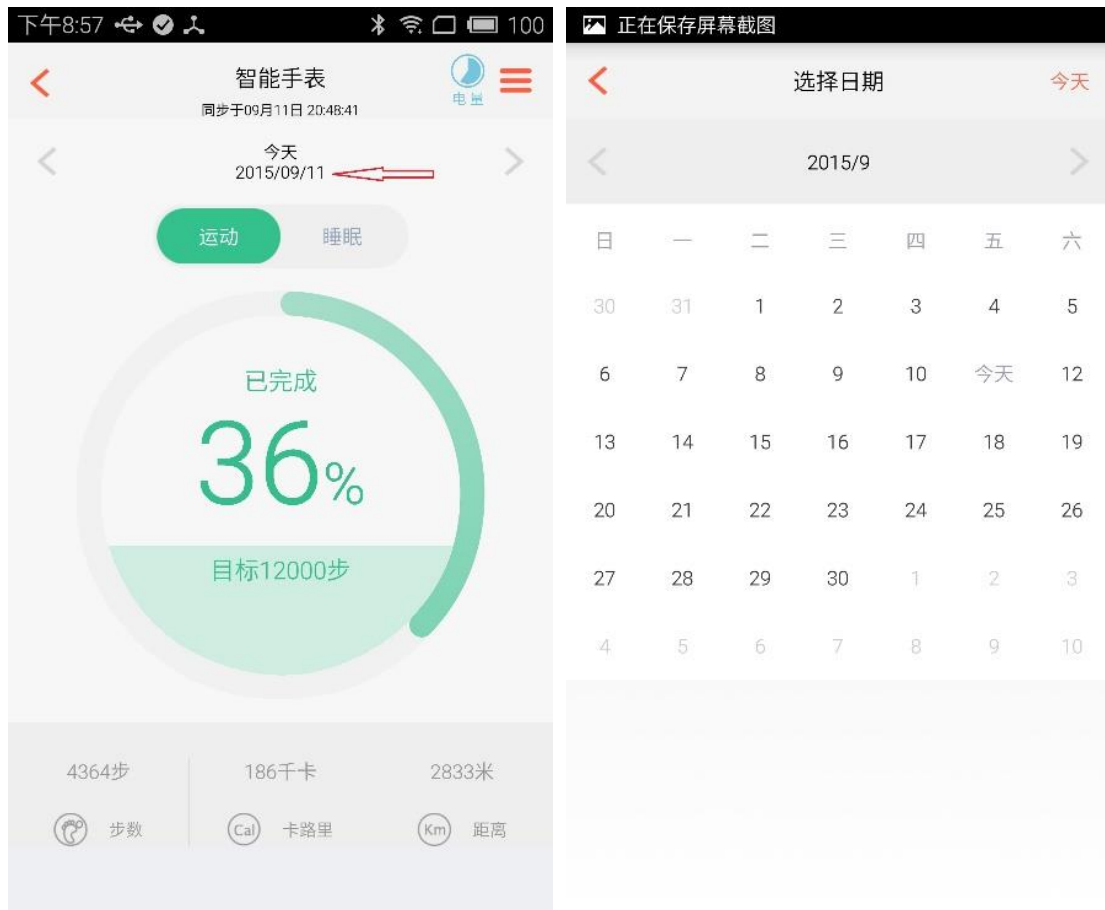 下午8:57 100
智能手表
同步于09月11日 20:48:41
电量
今天
2015/09/11
运动 睡眠
已完成
36%
目标12000步
4364步 186千卡 2833米
步数 Cal 卡路里 Km 距离
正在保存屏幕截图
选择日期 今天
2015/9
日 一 二 三 四 五 六
30 31 1 2 3 4 5
6 7 8 9 10 今天 12
13 14 15 16 17 18 19
20 21 22 23 24 25 26
27 28 29 30 1 2 3
4 5 6 7 8 9 10